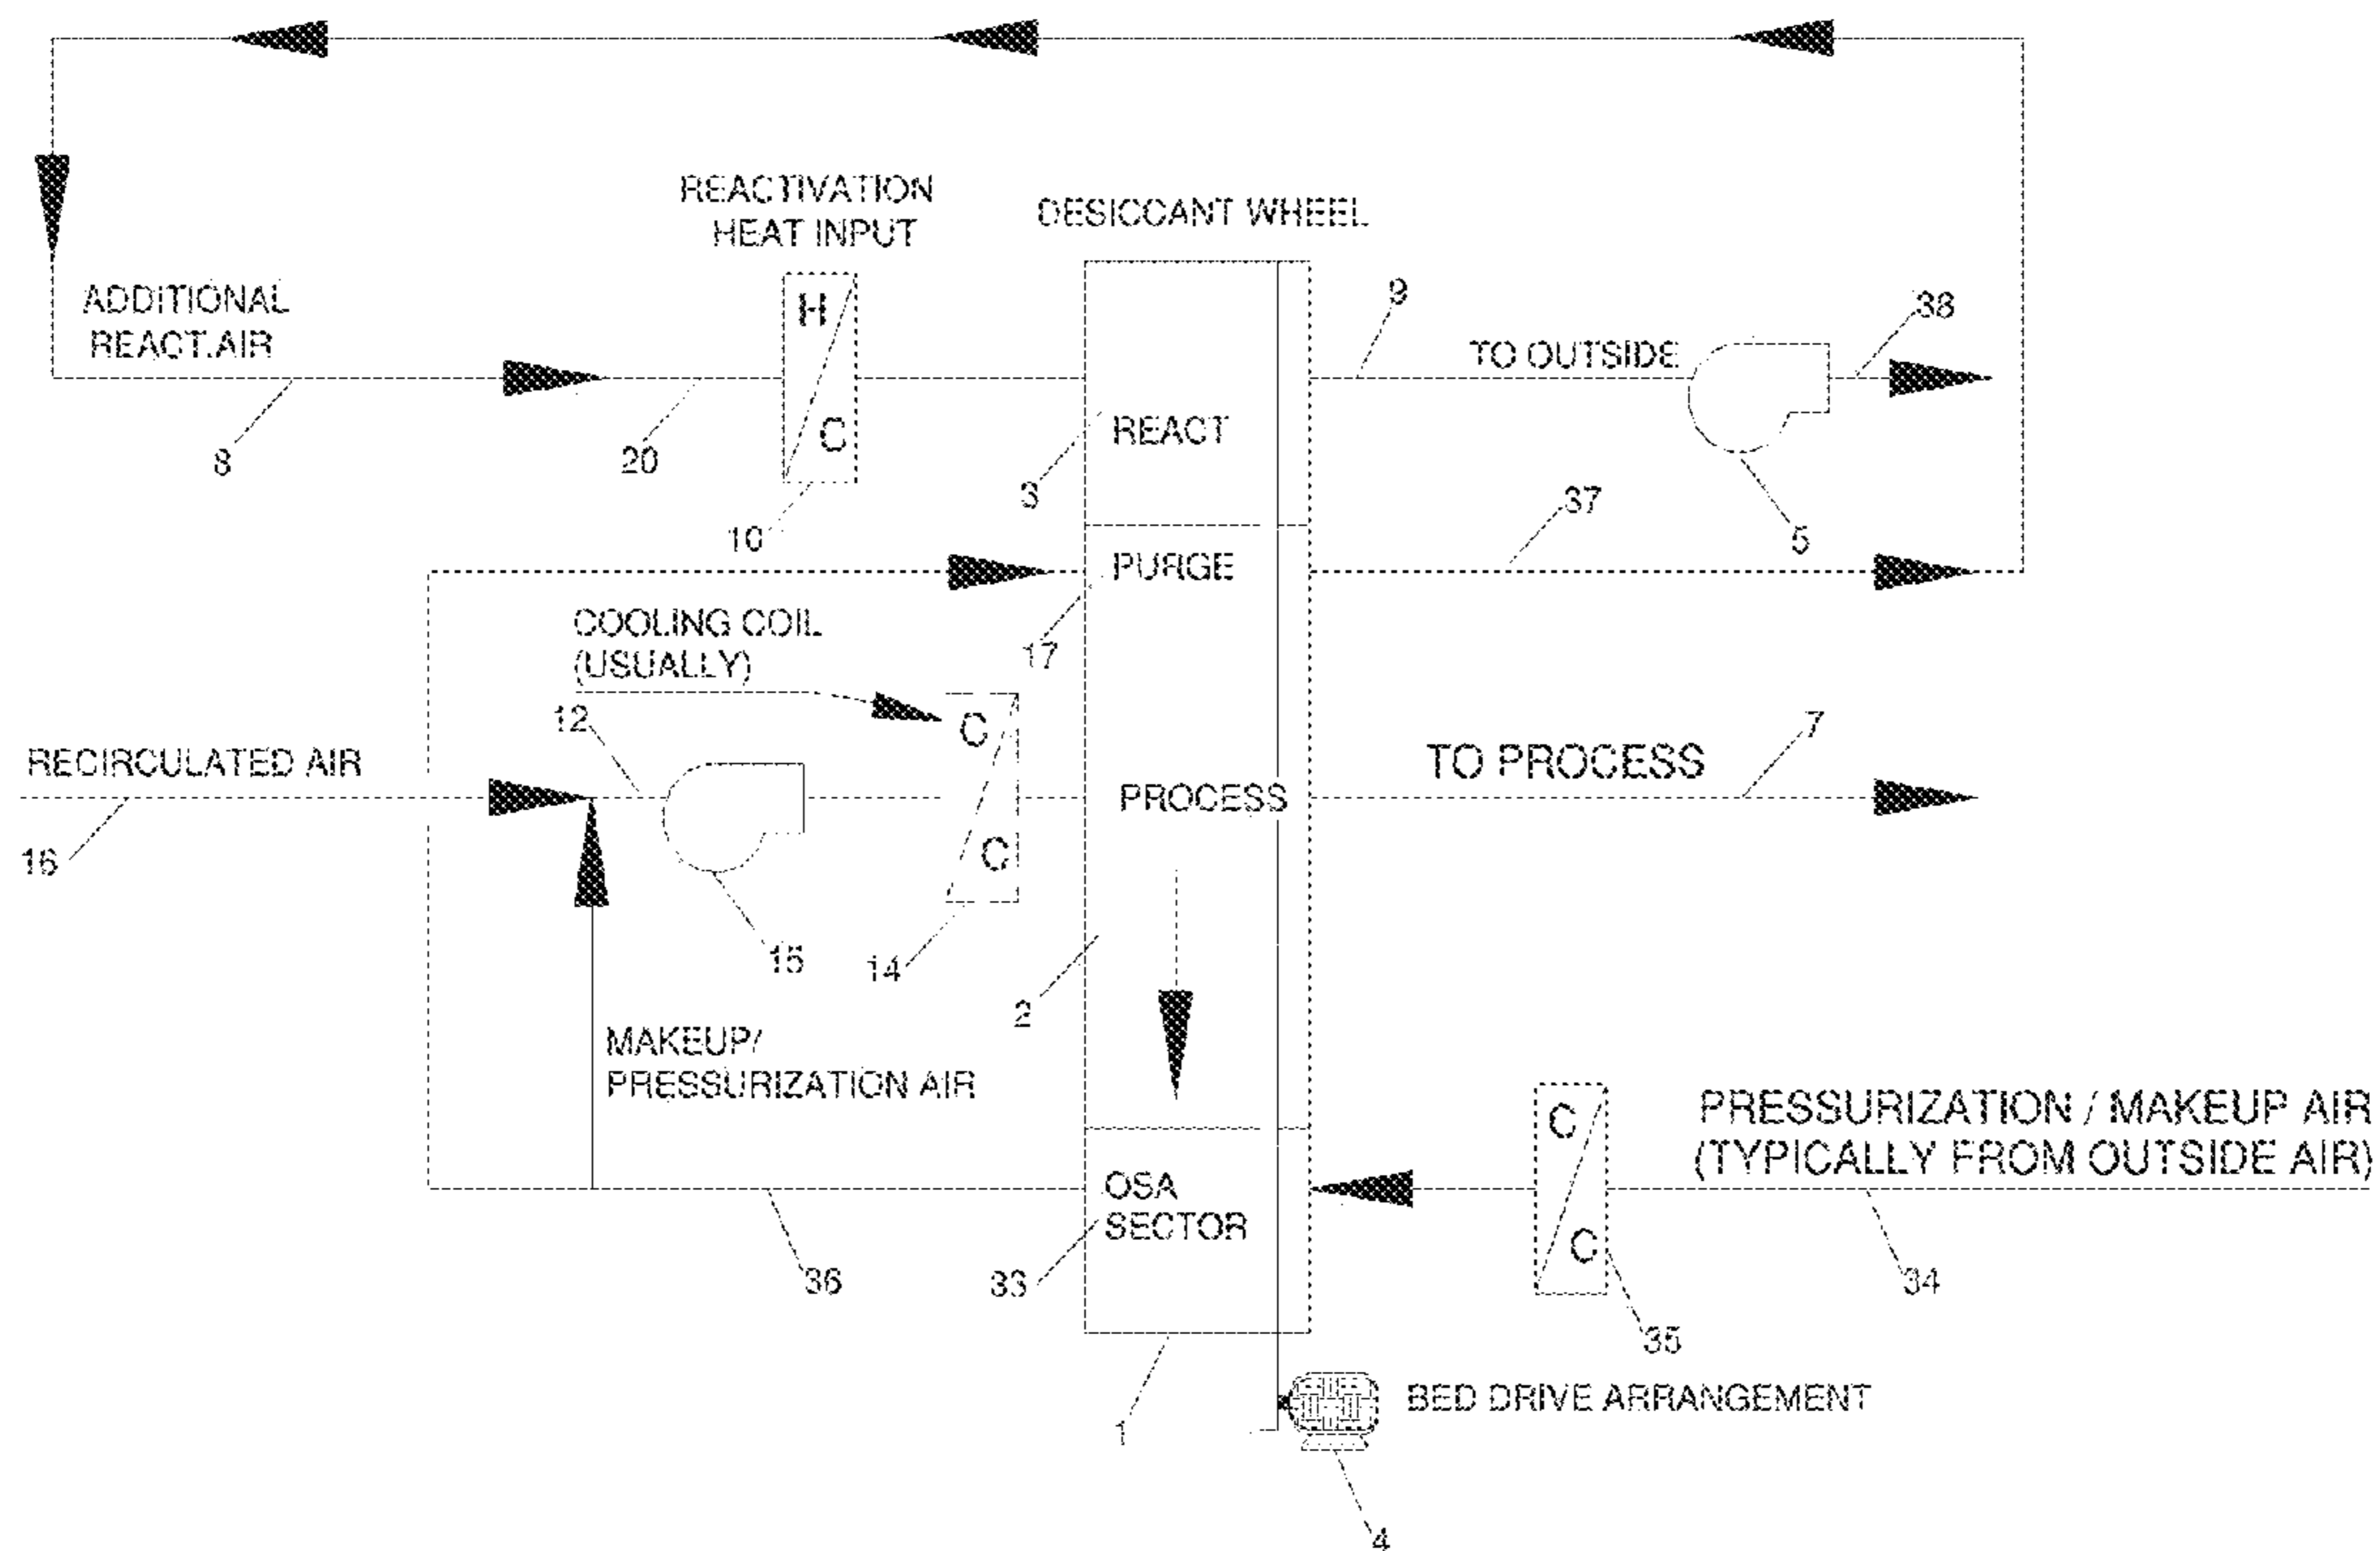 REACTIVATION
HEAT INPUT
DESICCANT WHEEL
ADDITIONAL
REACT.AIR
H
C
9
38
TO OUTSIDE
8
20
REACT
3
10
37
5
PURGE
COOLING COIL
(USUALLY)
17
12
C
C
7
RECIRCULATED AIR
TO PROCESS
PROCESS
16
15
14
2
MAKEUP/
PRESSURIZATION AIR
C
C
PRESSURIZATION / MAKEUP AIR
(TYPICALLY FROM OUTSIDE AIR)
OSA
SECTOR
36
33
34
35
1
BED DRIVE ARRANGEMENT
4